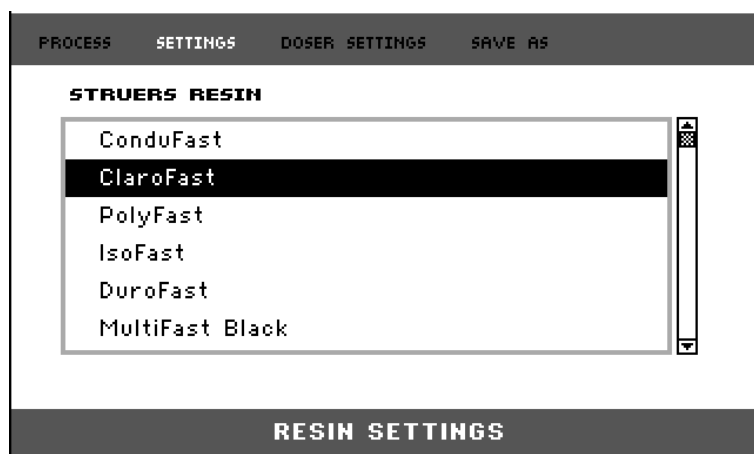 PROCESS SETTINGS DOSER SETTINGS SAVE AS
STRUERS RESIN
ConduFast
ClaroFast
PolyFast
IsoFast
DuroFast
MultiFast Black
RESIN SETTINGS